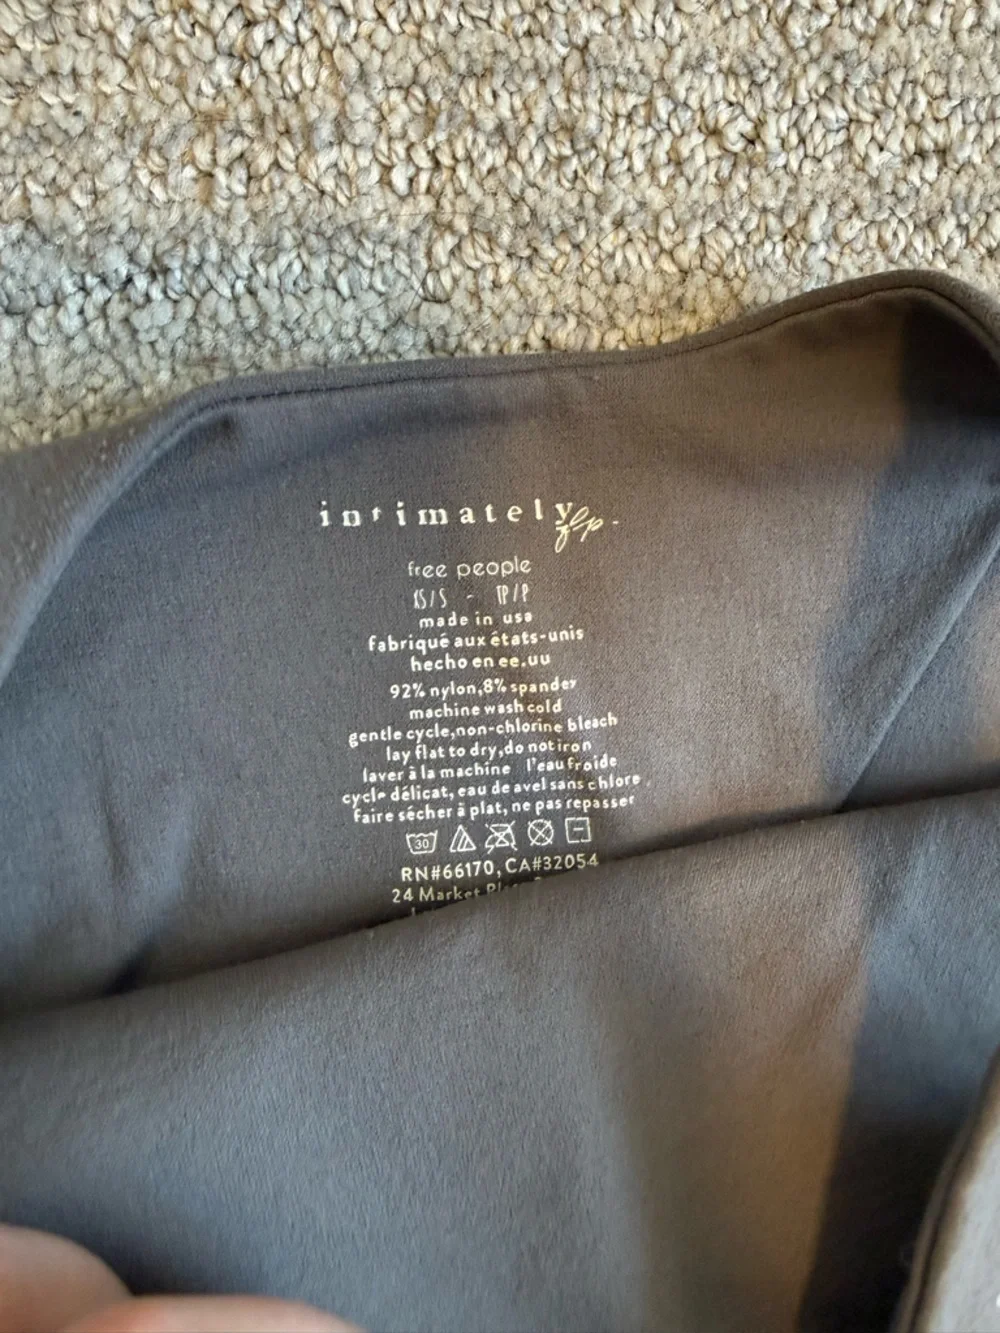 intimately
fp.
free people
XS/S - TP/P
made in usa
fabriqué aux états-unis
hecho en ee.uu
92% nylon,8% spandex
machine wash cold
gentle cycle,non-chlorine bleach
lay flat to dry,do not iron
laver à la machine l'eau froide
cycle délicat, eau de avel sans chlore
faire sécher à plat, ne pas repasser
30
RN#66170, CA#32054
24 Market